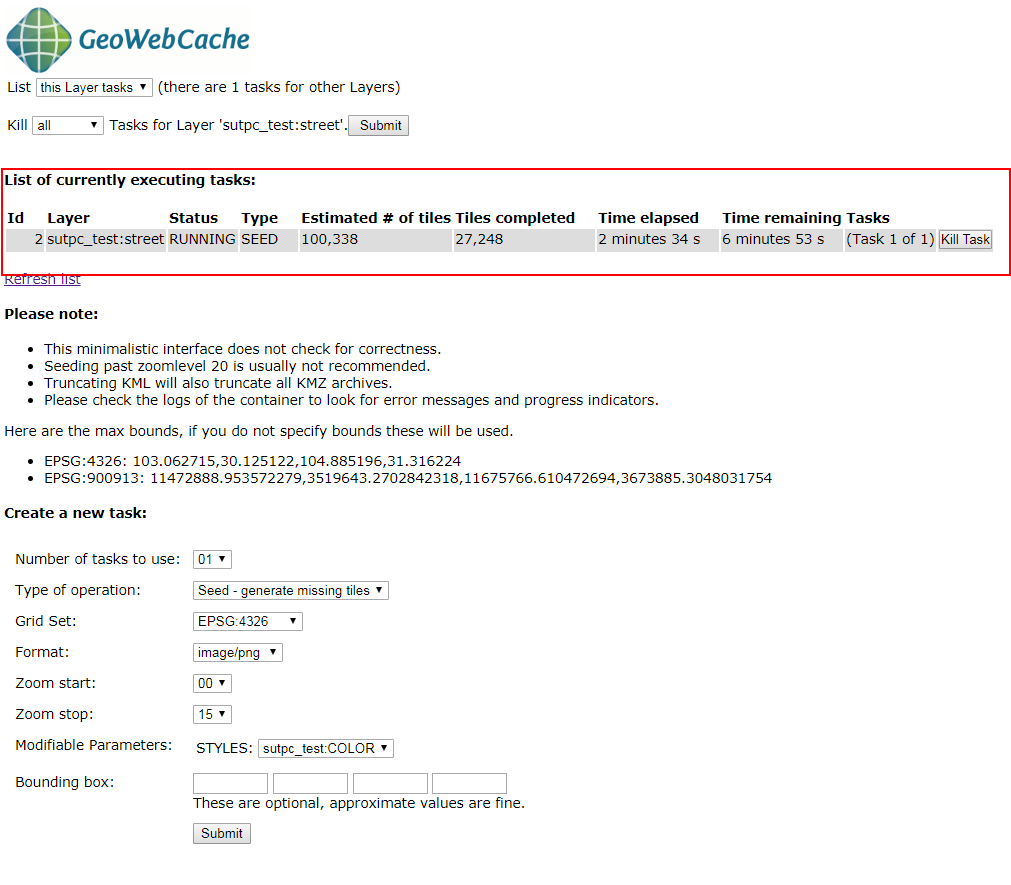 GeoWebCache
List this Layer tasks (there are 1 tasks for other Layers)
Kill all Tasks for Layer 'sutpc_test:street'. Submit
List of currently executing tasks:
Id Layer Status Type Estimated # of tiles Tiles completed Time elapsed Time remaining Tasks
2 sutpc_test:street RUNNING SEED 100,338 27,248 2 minutes 34 s 6 minutes 53 s (Task 1 of 1) Kill Task
Refresh list
Please note:
This minimalistic interface does not check for correctness.
Seeding past zoomlevel 20 is usually not recommended.
Truncating KML will also truncate all KMZ archives.
Please check the logs of the container to look for error messages and progress indicators.
Here are the max bounds, if you do not specify bounds these will be used.
EPSG:4326: 103.062715,30.125122,104.885196,31.316224
EPSG:900913: 11472888.953572279,3519643.2702842318,11675766.610472694,3673885.3048031754
Create a new task:
Number of tasks to use: 01
Type of operation: Seed - generate missing tiles
Grid Set: EPSG:4326
Format: image/png
Zoom start: 00
Zoom stop: 15
Modifiable Parameters: STYLES: sutpc_test:COLOR
Bounding box:
These are optional, approximate values are fine.
Submit